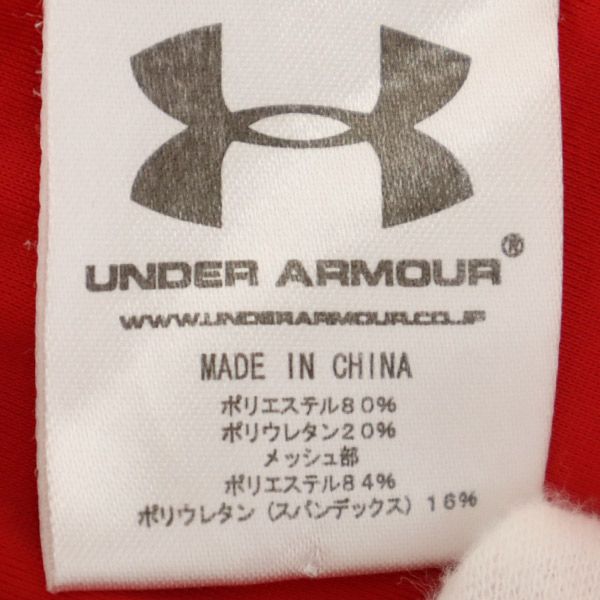 UNDER ARMOUR®
WWW.UNDERARMOUR.CO.JP
MADE IN CHINA
ポリエステル80%
ポリウレタン20%
メッシュ部
ポリエステル84%
ポリウレタン(スパンデックス)16%